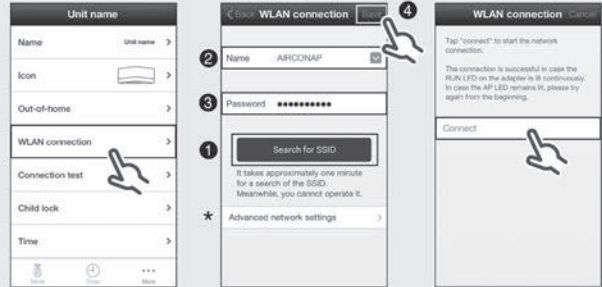 Unit name
Name Unit name >
Icon >
Out-of-home >
WLAN connection >
Connection test >
Child lock >
Time >
More
< Back WLAN connection Save
4
2 Name AIRCONAP
3 Password ●●●●●●●●●●
1 Search for SSID
It takes approximately one minute
for a search of the SSID.
Meanwhile, you cannot operate it.
* Advanced network settings >
WLAN connection Cancel
Tap "connect" to start the network
connection.
The connection is successful in case the
RUN LED on the adapter is lit continuously.
In case the AP LED remains lit, please try
again from the beginning.
Connect